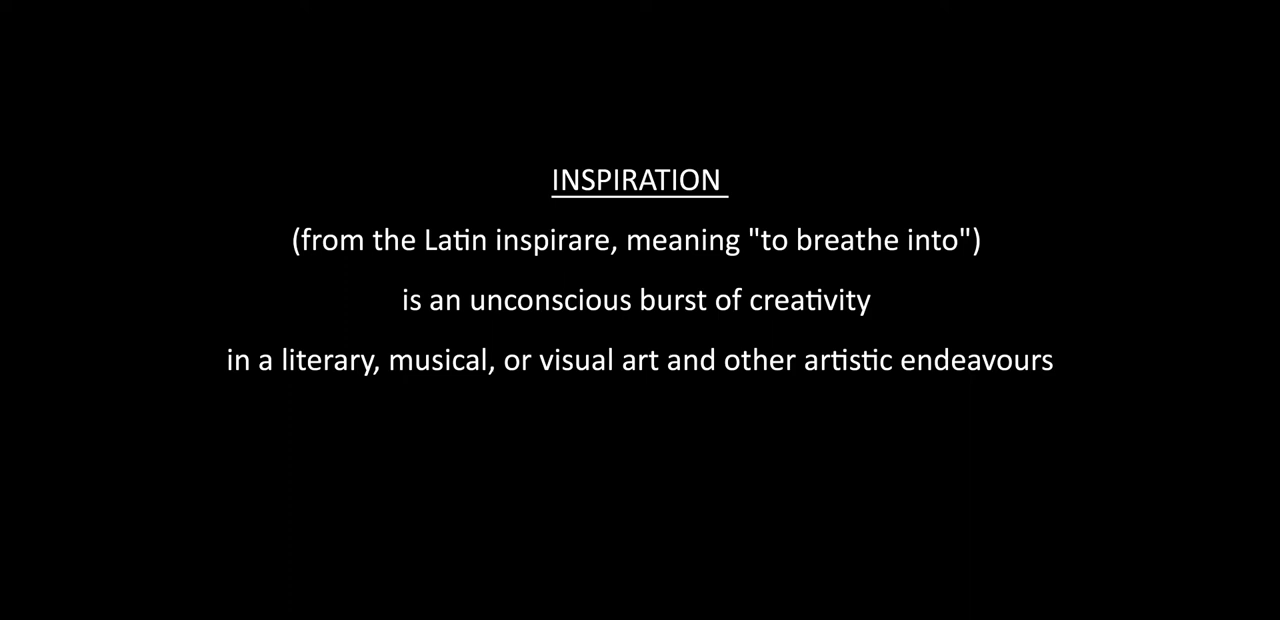 INSPIRATION
(from the Latin inspirare, meaning "to breathe into")
is an unconscious burst of creativity
in a literary, musical, or visual art and other artistic endeavours